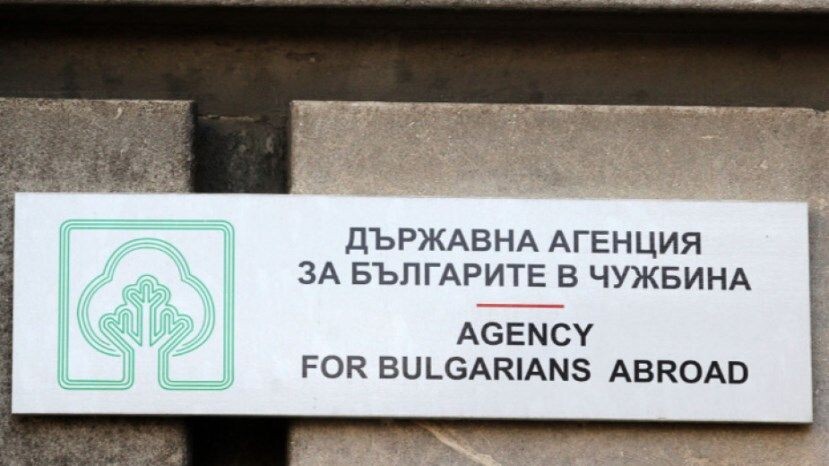 ДЪРЖАВНА АГЕНЦИЯ
ЗА БЪЛГАРИТЕ В ЧУЖБИНА
AGENCY
FOR BULGARIANS ABROAD